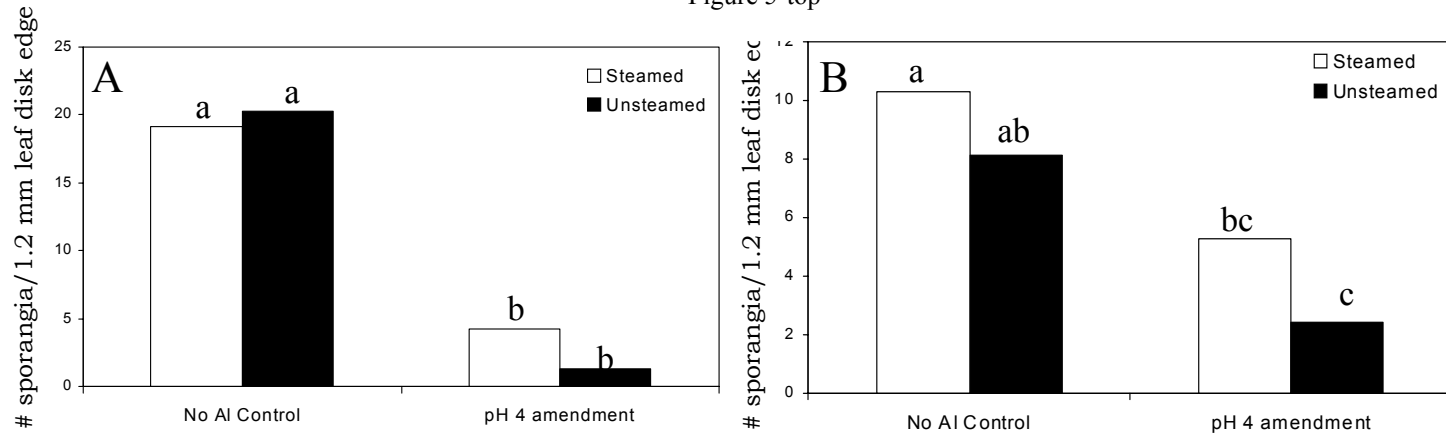 Figure 5 top
# sporangia/1.2 mm leaf disk edge
A
25
20
15
10
5
0
a
a
b
b
Steamed
Unsteamed
No Al Control
pH 4 amendment
# sporangia/1.2 mm leaf disk
B
12
10
8
6
4
2
0
a
ab
bc
c
Steamed
Unsteamed
No Al Control
pH 4 amendment